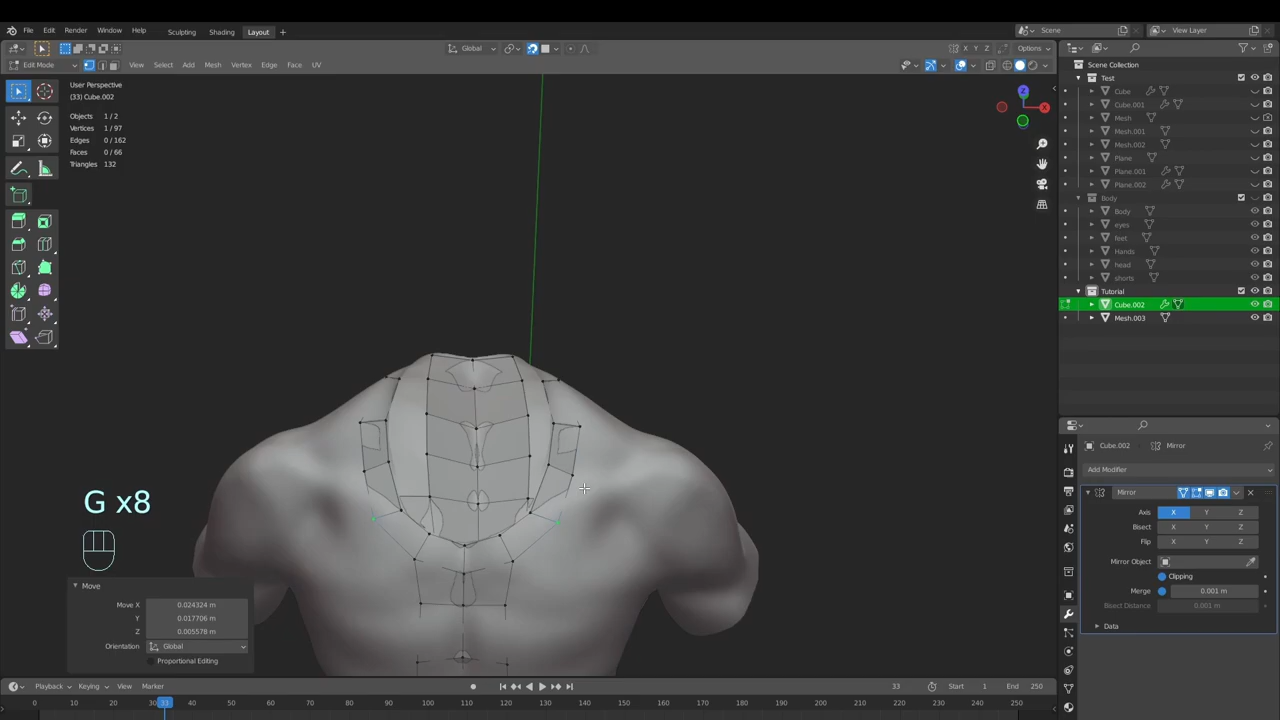 File Edit Render Window Help Sculpting Shading Layout Scene View Layer
Global X Y Z Options
Edit Mode View Select Add Mesh Vertex Edge Face UV
User Perspective
(33) Cube.002
Objects 1/2
Vertices 1/97
Edges 0/162
Faces 0/66
Triangles 132
Z
X
Scene Collection
Test
Cube
Cube.001
Mesh
Mesh.001
Mesh.002
Plane
Plane.001
Plane.002
Body
Body
eyes
feet
Hands
head
shorts
Tutorial
Cube.002
Mesh.003
Cube.002 Mirror
Add Modifier
Mirror
Axis X Y Z
Bisect X Y Z
Flip X Y Z
Mirror Object
Clipping
Merge 0.001 m
Bisect Distance 0.001 m
Data
G x8
Move
Move X 0.024324 m
Y 0.017706 m
Z 0.005578 m
Orientation Global
Proportional Editing
Playback Keying View Marker 33 Start 1 End 250
0 10 20 30 33 40 50 60 70 80 90 100 110 120 130 140 150 160 170 180 190 200 210 220 230 240 250